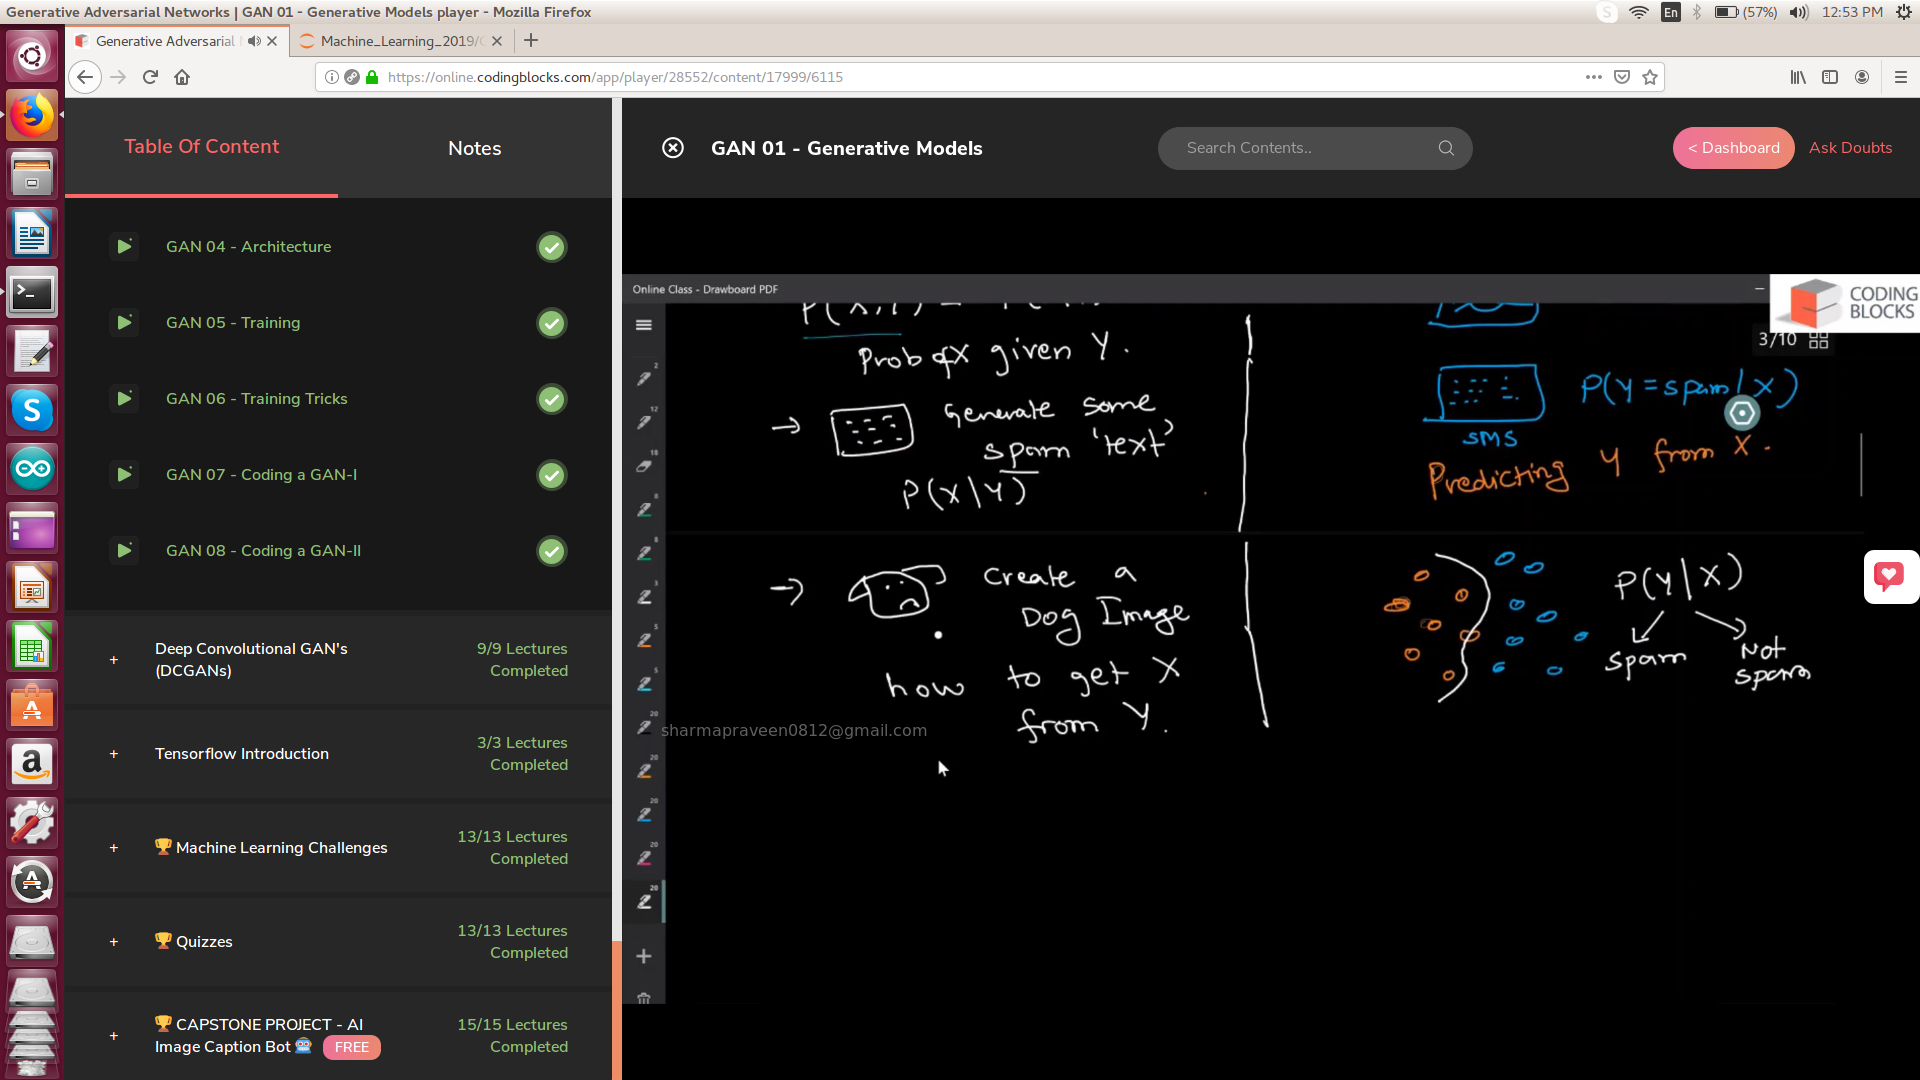 Generative Adversarial Networks | GAN 01 - Generative Models player - Mozilla Firefox
En (57%) 12:53 PM
Generative Adversarial
Machine_Learning_2019/
https://online.codingblocks.com/app/player/28552/content/17999/6115
Table Of Content
Notes
GAN 01 - Generative Models
Search Contents..
< Dashboard
Ask Doubts
GAN 04 - Architecture
GAN 05 - Training
GAN 06 - Training Tricks
GAN 07 - Coding a GAN-I
GAN 08 - Coding a GAN-II
+ Deep Convolutional GAN's (DCGANs)
9/9 Lectures Completed
+ Tensorflow Introduction
3/3 Lectures Completed
+ Machine Learning Challenges
13/13 Lectures Completed
+ Quizzes
13/13 Lectures Completed
+ CAPSTONE PROJECT - AI Image Caption Bot FREE
15/15 Lectures Completed
Online Class - Drawboard PDF
CODING BLOCKS
3/10
Prob of X given Y.
→ Generate some
spam 'text'
P(X|Y)
P(Y=spam|X)
SMS
Predicting Y from X.
→ Create a
Dog Image
how to get X
from Y.
P(Y|X)
spam
Not spam
sharmapraveen0812@gmail.com